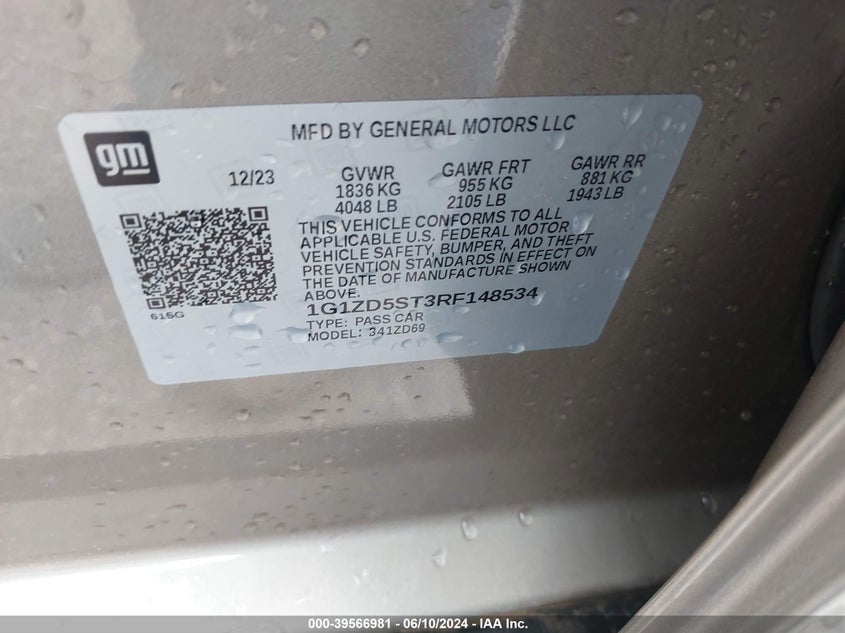 gm
MFD BY GENERAL MOTORS LLC
12/23 GVWR GAWR FRT GAWR RR
1836 KG 955 KG 881 KG
4048 LB 2105 LB 1943 LB
THIS VEHICLE CONFORMS TO ALL
APPLICABLE U.S. FEDERAL MOTOR
VEHICLE SAFETY, BUMPER, AND THEFT
PREVENTION STANDARDS IN EFFECT ON
THE DATE OF MANUFACTURE SHOWN
ABOVE.
1G1ZD5ST3RF148534
615G
TYPE: PASS CAR
MODEL: 341ZD69
000-39566981 - 06/10/2024 - IAA Inc.